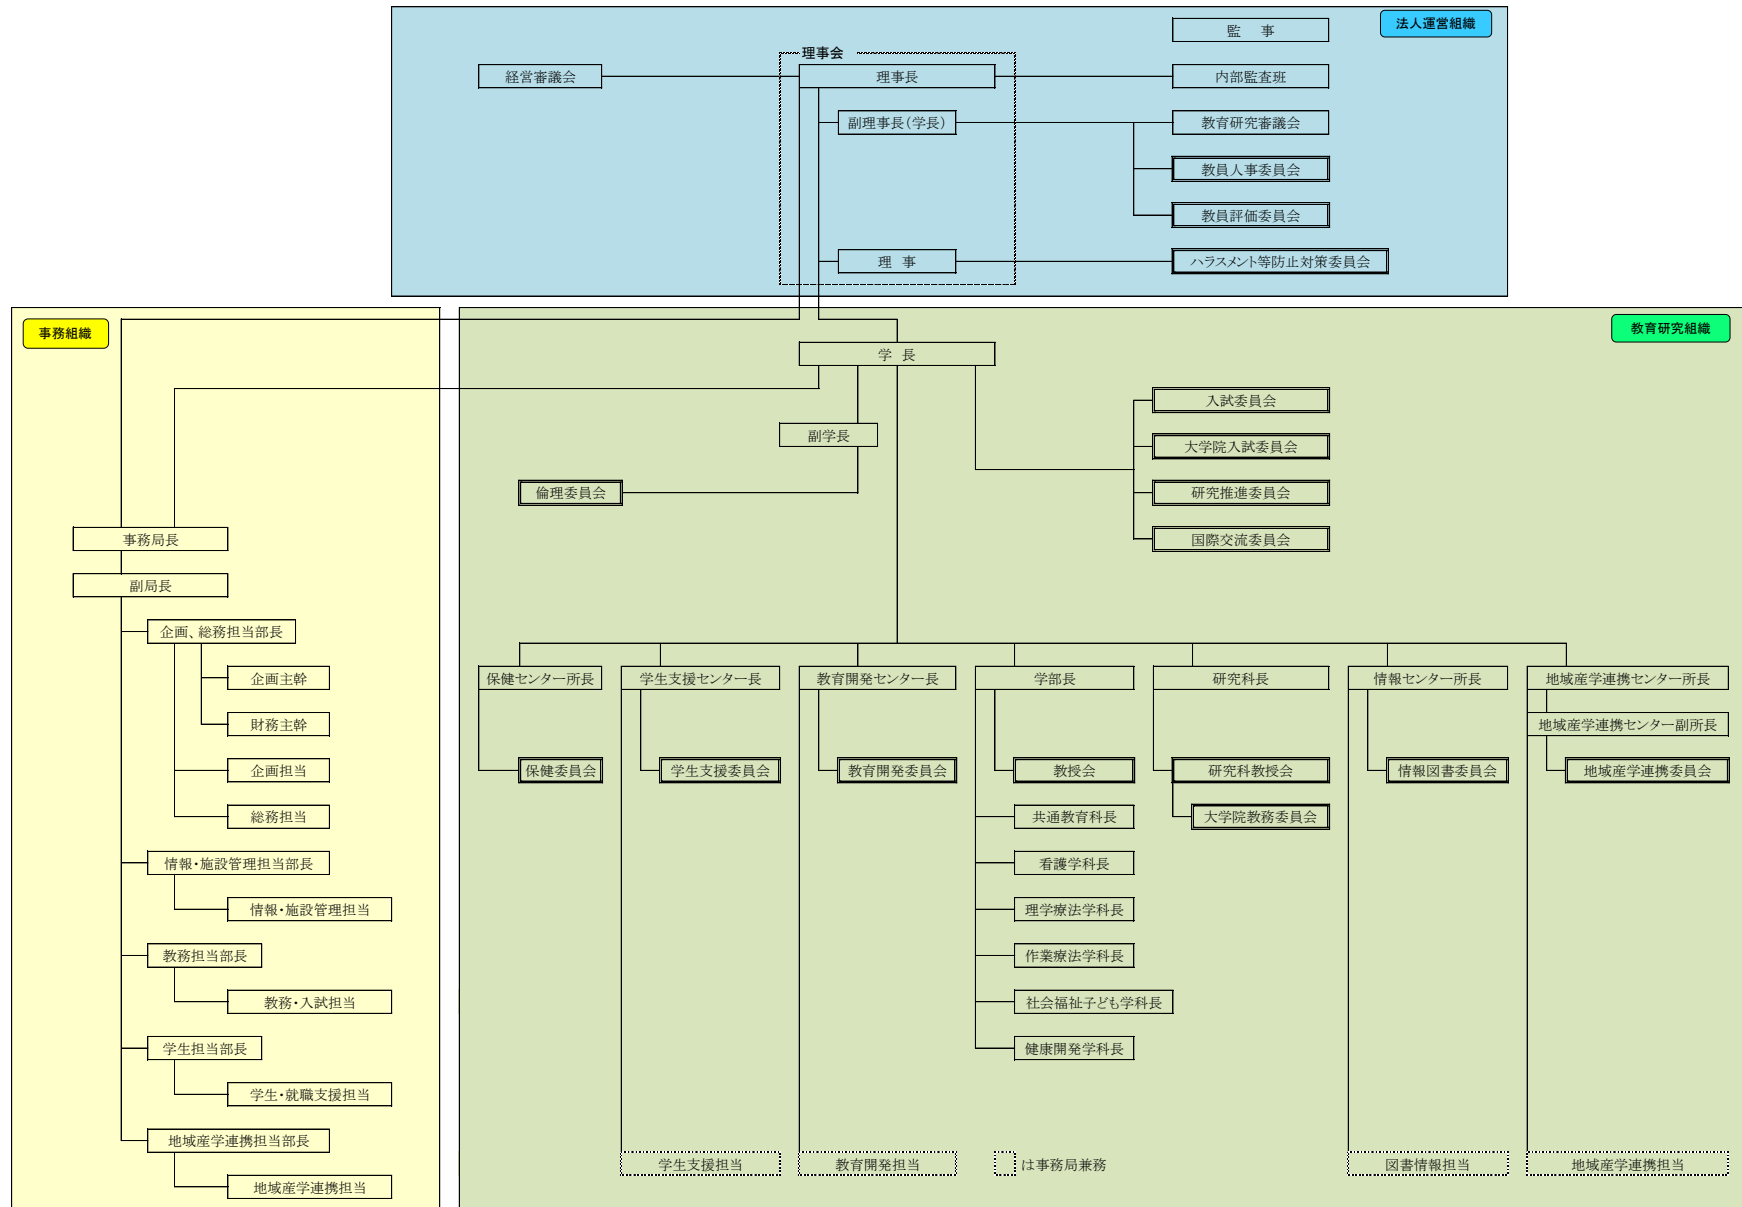 法人運営組織
監　事
理事会
経営審議会
理事長
内部監査班
副理事長(学長)
教育研究審議会
教員人事委員会
教員評価委員会
理　事
ハラスメント等防止対策委員会
事務組織
教育研究組織
学　長
入試委員会
副学長
大学院入試委員会
倫理委員会
研究推進委員会
事務局長
国際交流委員会
副局長
企画、総務担当部長
企画主幹
財務主幹
企画担当
総務担当
情報・施設管理担当部長
情報・施設管理担当
教務担当部長
教務・入試担当
学生担当部長
学生・就職支援担当
地域産学連携担当部長
地域産学連携担当
保健センター所長
学生支援センター長
教育開発センター長
学部長
研究科長
情報センター所長
地域産学連携センター所長
地域産学連携センター副所長
保健委員会
学生支援委員会
教育開発委員会
教授会
研究科教授会
情報図書委員会
地域産学連携委員会
共通教育科長
大学院教務委員会
看護学科長
理学療法学科長
作業療法学科長
社会福祉子ども学科長
健康開発学科長
学生支援担当
教育開発担当
は事務局兼務
図書情報担当
地域産学連携担当